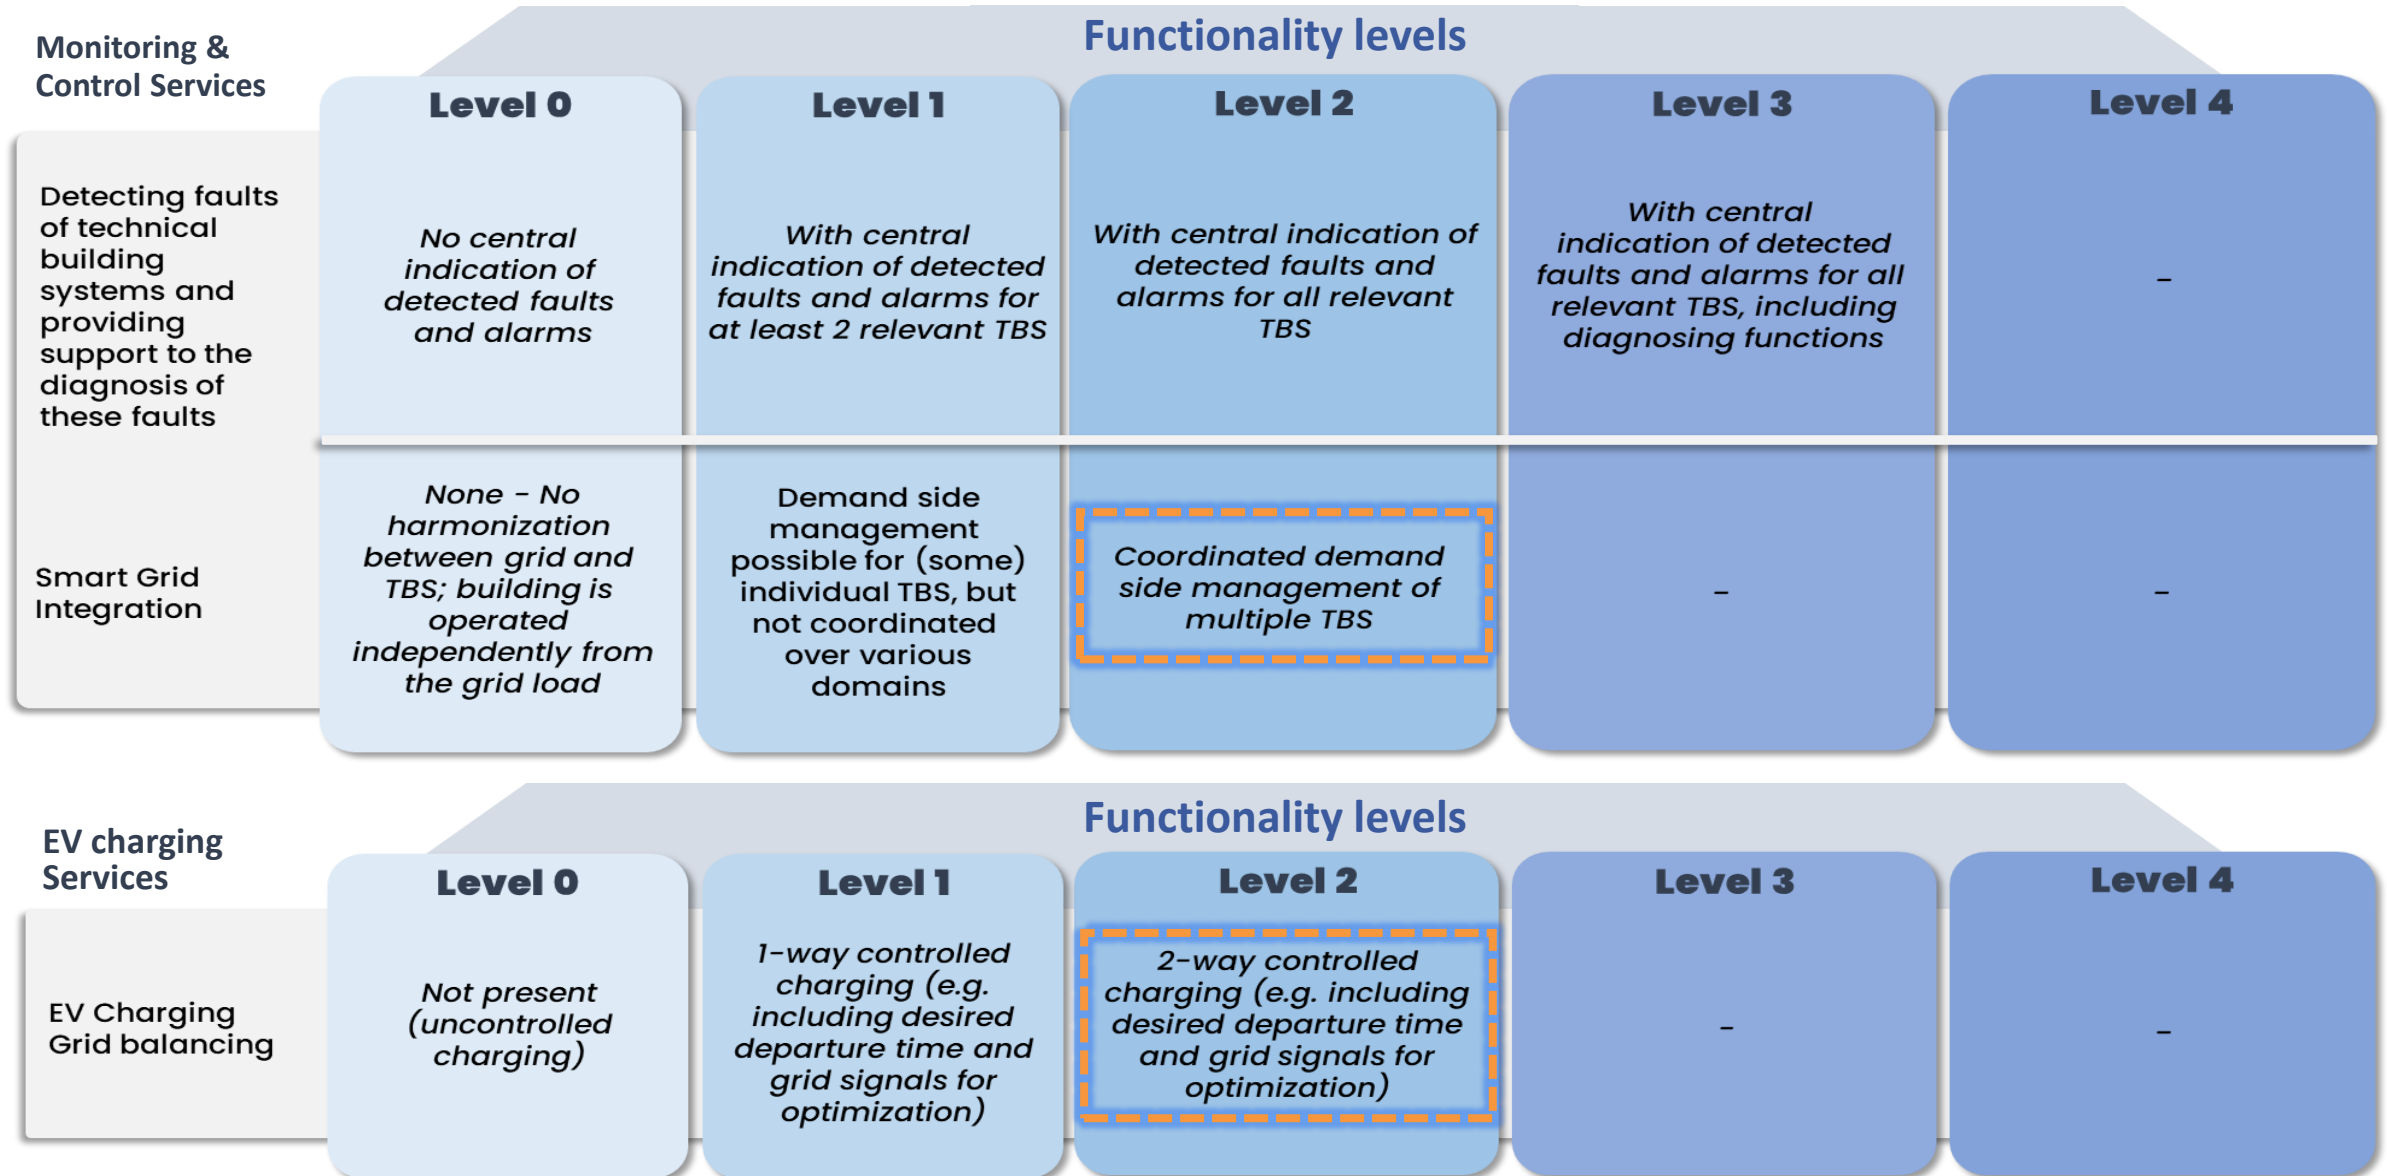 Functionality levels
Monitoring &
Control Services
Level 0
Level 1
Level 2
Level 3
Level 4
Detecting faults
of technical
building
systems and
providing
support to the
diagnosis of
these faults
No central
indication of
detected faults
and alarms
With central
indication of detected
faults and alarms for
at least 2 relevant TBS
With central indication of
detected faults and
alarms for all relevant
TBS
With central
indication of detected
faults and alarms for all
relevant TBS, including
diagnosing functions
-
Smart Grid
Integration
None - No
harmonization
between grid and
TBS; building is
operated
independently from
the grid load
Demand side
management
possible for (some)
individual TBS, but
not coordinated
over various
domains
Coordinated demand
side management of
multiple TBS
-
-
Functionality levels
EV charging
Services
Level 0
Level 1
Level 2
Level 3
Level 4
EV Charging
Grid balancing
Not present
(uncontrolled
charging)
1-way controlled
charging (e.g.
including desired
departure time and
grid signals for
optimization)
2-way controlled
charging (e.g. including
desired departure time
and grid signals for
optimization)
-
-